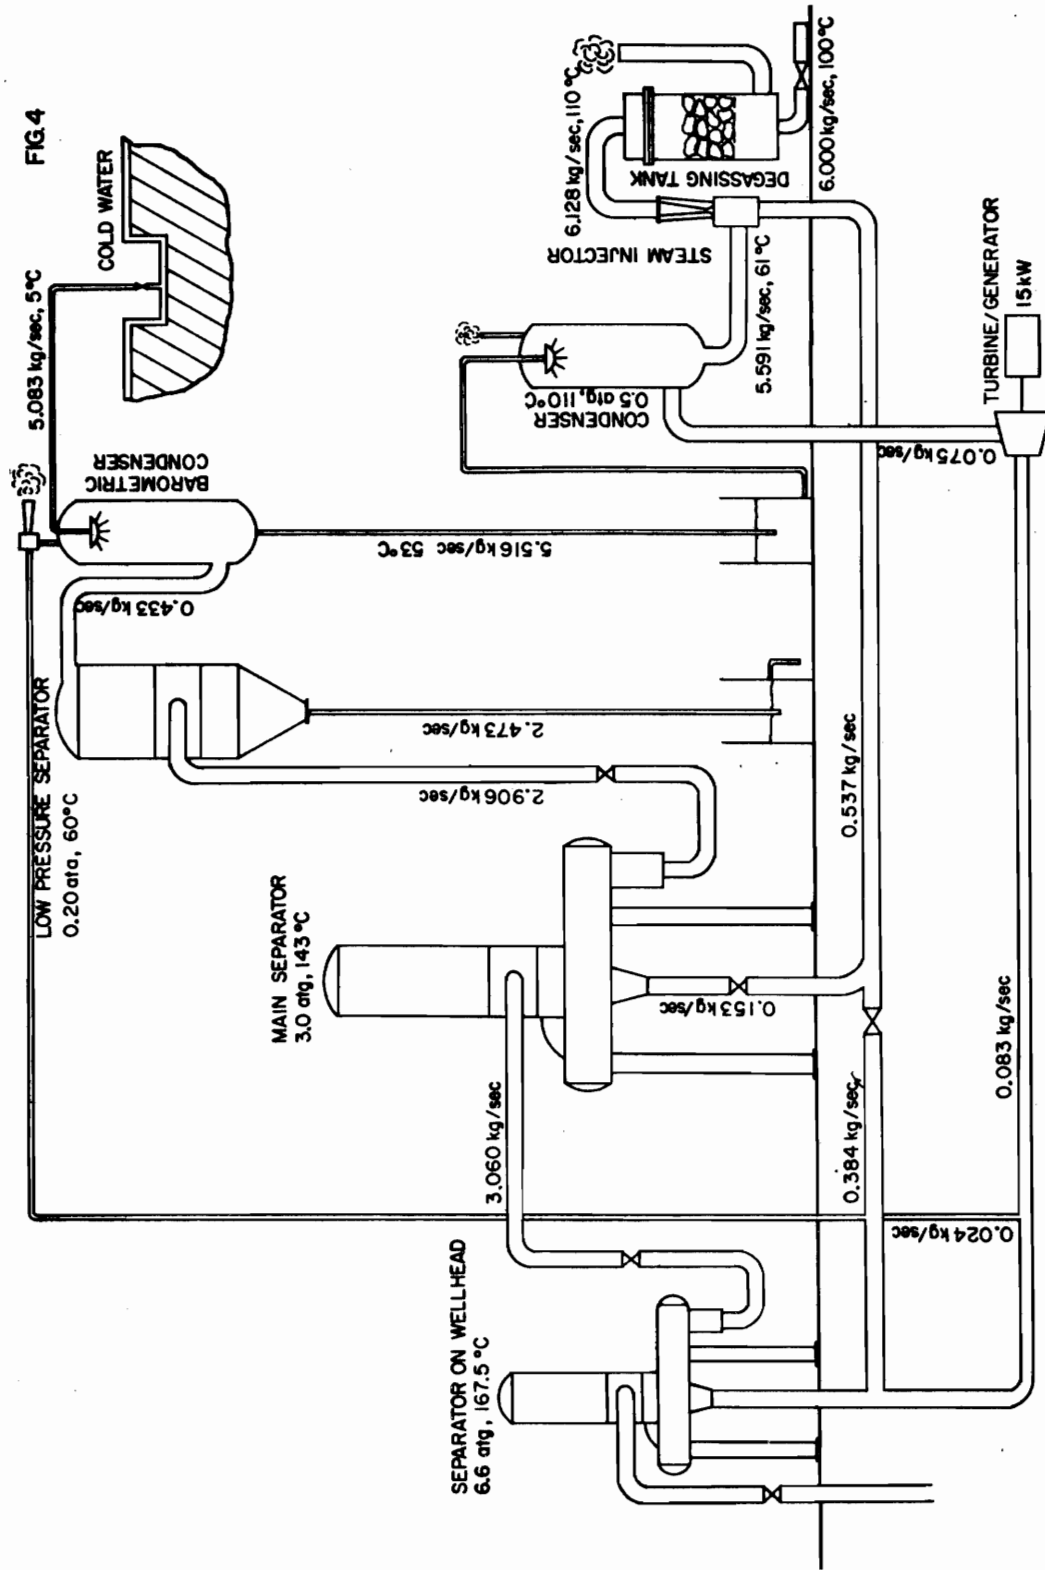 FIG.4
COLD WATER
5.083 kg/sec, 5°C
BAROMETRIC
CONDENSER
0.433 kg/sec
5.516 kg/sec 53°C
LOW PRESSURE SEPARATOR
0.20 ata, 60°C
2.473 kg/sec
2.906 kg/sec
MAIN SEPARATOR
3.0 atg, 143°C
3.060 kg/sec
0.153 kg/sec
SEPARATOR ON WELLHEAD
6.6 atg, 167.5°C
0.384 kg/sec
0.537 kg/sec
0.024 kg/sec
0.083 kg/sec
0.075 kg/sec
CONDENSER
0.5 atg, 110°C
5.591 kg/sec, 61°C
STEAM INJECTOR
6.128 kg/sec, 110°C
DEGASSING TANK
6.000 kg/sec, 100°C
TURBINE/GENERATOR
15kW